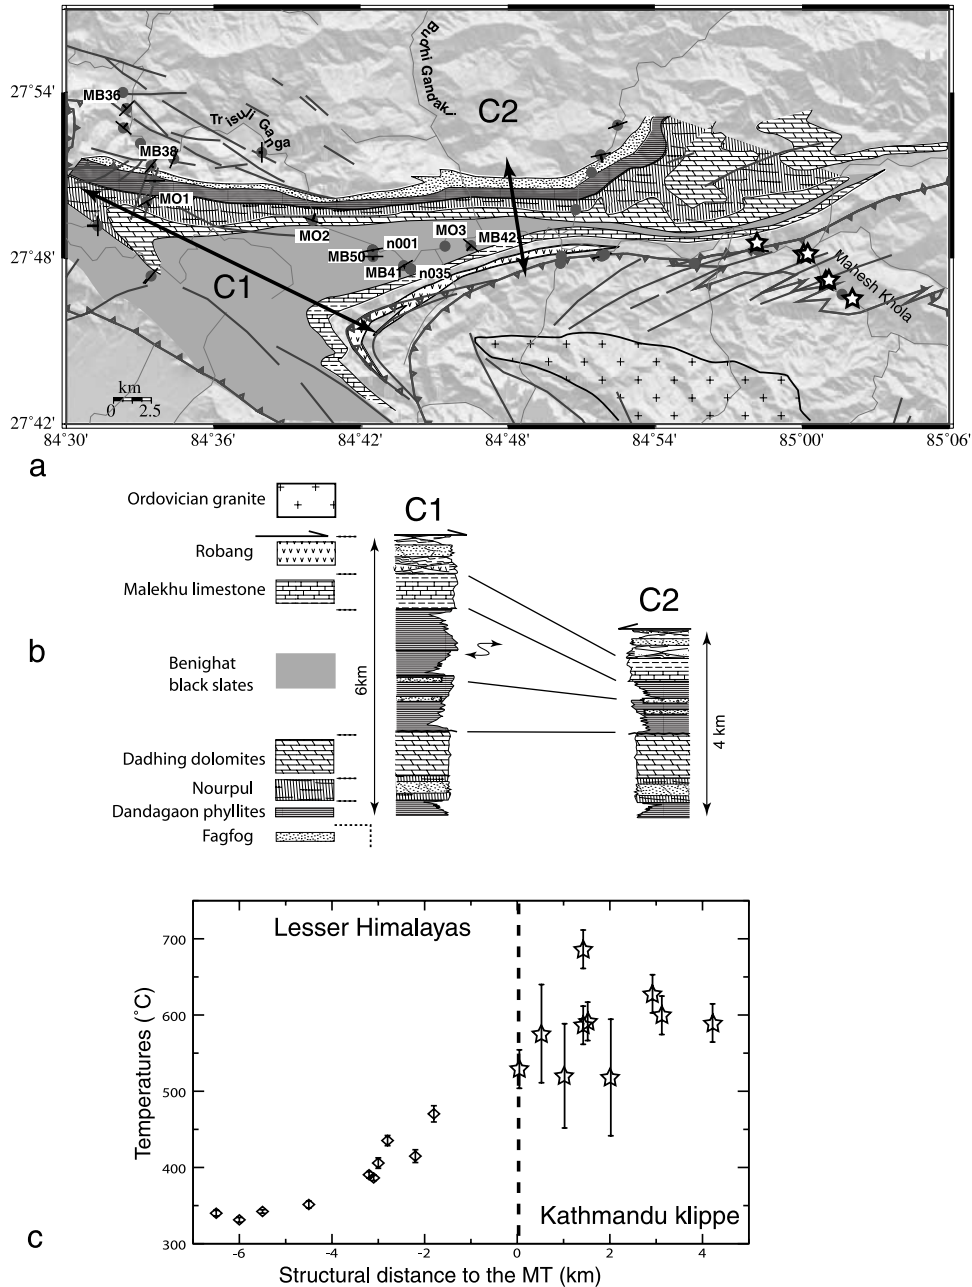 27°54'
27°48'
27°42'
84°30'
84°36'
84°42'
84°48'
84°54'
85°00'
85°06'
MB36
Trisuli Ganga
Burhi Gandaki
C2
MB38
MO1
MO2
n001
MO3
MB42
MB50
MB41
n035
C1
Mahesh Khola
km
0 2.5
a
Ordovician granite
Robang
Malekhu limestone
Benighat
black slates
Dadhing dolomites
Nourpul
Dandagaon phyllites
Fagfog
C1
C2
6km
4 km
b
Lesser Himalayas
Kathmandu klippe
Temperatures (°C)
700
600
500
400
300
-6
-4
-2
0
2
4
Structural distance to the MT (km)
c